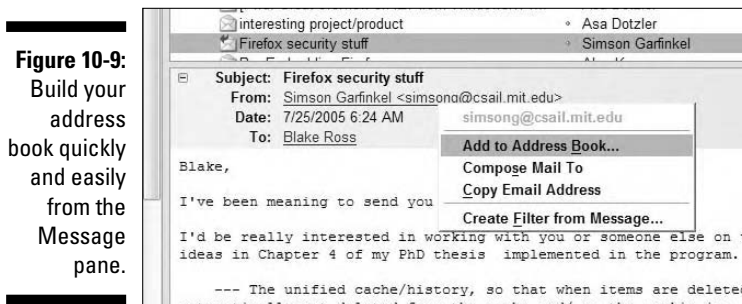 Figure 10-9:
Build your
address
book quickly
and easily
from the
Message
pane.
interesting project/product Asa Dotzler
Firefox security stuff Simson Garfinkel
Subject: Firefox security stuff
From: Simson Garfinkel <simsong@csail.mit.edu>
Date: 7/25/2005 6:24 AM
To: Blake Ross
simsong@csail.mit.edu
Add to Address Book...
Compose Mail To
Copy Email Address
Create Filter from Message...
Blake,
I've been meaning to send you
I'd be really interested in working with you or someone else on
ideas in Chapter 4 of my PhD thesis implemented in the program.
--- The unified cache/history, so that when items are deleted